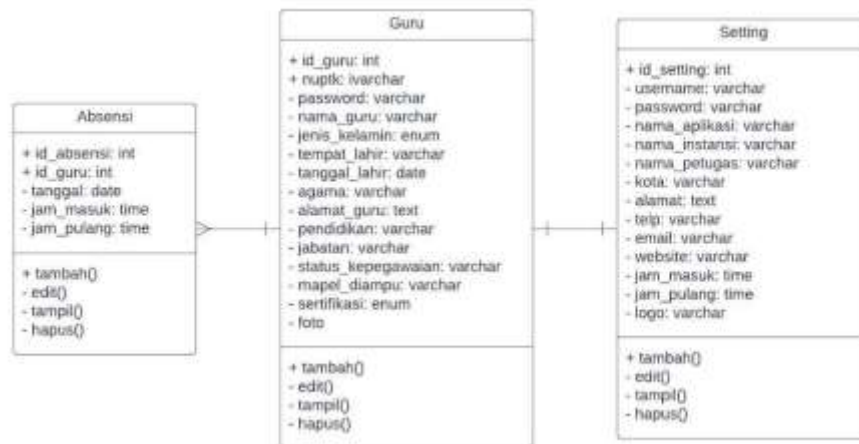 Absensi
+ id_absensi: int
+ id_guru: int
- tanggal: date
- jam_masuk: time
- jam_pulang: time
+ tambah()
- edit()
- tampil()
- hapus()
Guru
+ id_guru: int
+ nuptk: ivarchar
- password: varchar
- nama_guru: varchar
- jenis_kelamin: enum
- tempat_lahir: varchar
- tanggal_lahir: date
- agama: varchar
- alamat_guru: text
- pendidikan: varchar
- jabatan: varchar
- status_kepegawaian: varchar
- mapel_diampu: varchar
- sertifikasi: enum
- foto
+ tambah()
- edit()
- tampil()
- hapus()
Setting
+ id_setting: int
- username: varchar
- password: varchar
- nama_aplikasi: varchar
- nama_instansi: varchar
- nama_petugas: varchar
- kota: varchar
- alamat: text
- telp: varchar
- email: varchar
- website: varchar
- jam_masuk: time
- jam_pulang: time
- logo: varchar
+ tambah()
- edit()
- tampil()
- hapus()